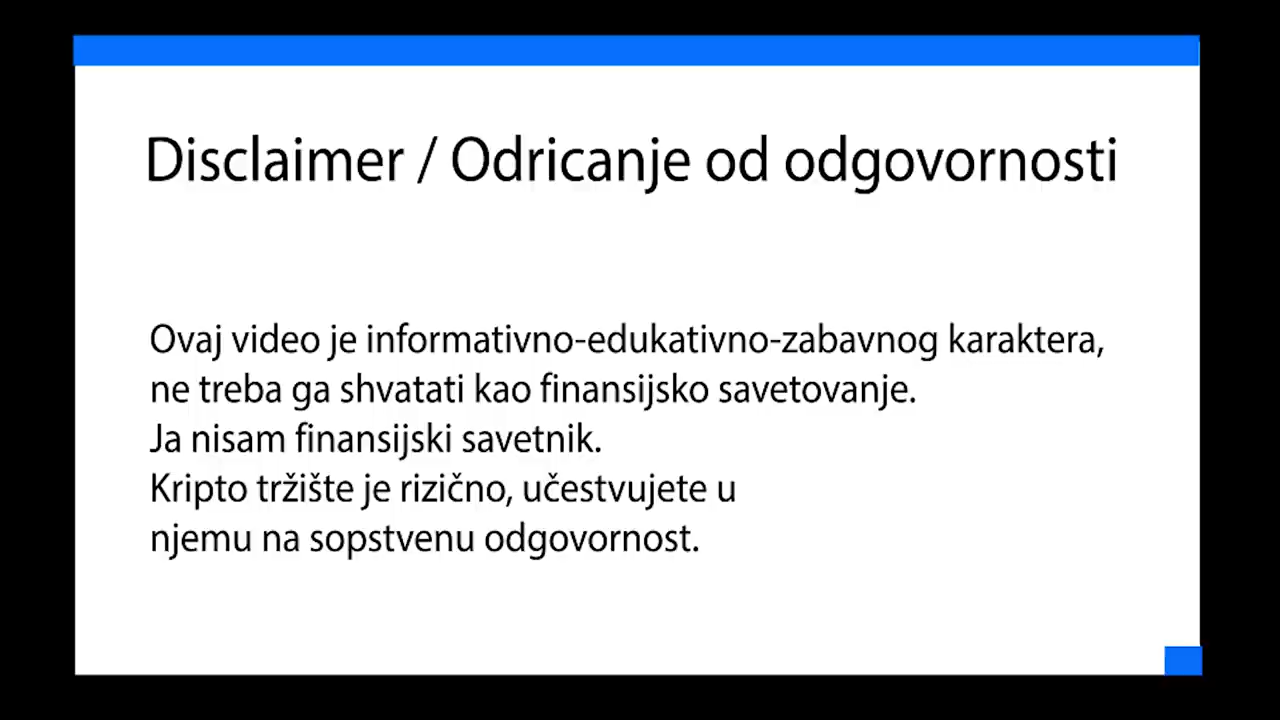 Disclaimer / Odricanje od odgovornosti
Ovaj video je informativno-edukativno-zabavnog karaktera,
ne treba ga shvatati kao finansijsko savetovanje.
Ja nisam finansijski savetnik.
Kripto tržište je rizično, učestvujete u
njemu na sopstvenu odgovornost.